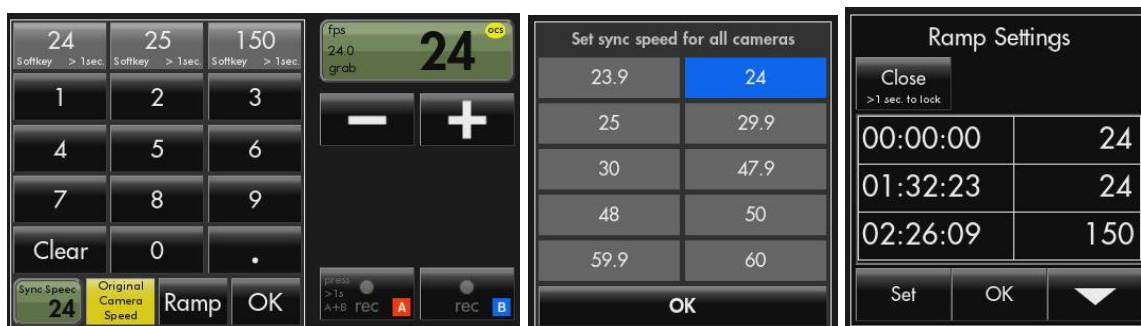 24 25 150
Softkey > 1sec. Softkey > 1sec. Softkey > 1sec.
1 2 3
4 5 6
7 8 9
Clear 0 .
Sync Speec
24
Original
Camera
Speed
Ramp OK
fps
24.0
grab
24
ocs
− +
press
>1s
A+B rec A
rec B
Set sync speed for all cameras
23.9 24
25 29.9
30 47.9
48 50
59.9 60
OK
Ramp Settings
Close
>1 sec. to lock
00:00:00 24
01:32:23 24
02:26:09 150
Set OK